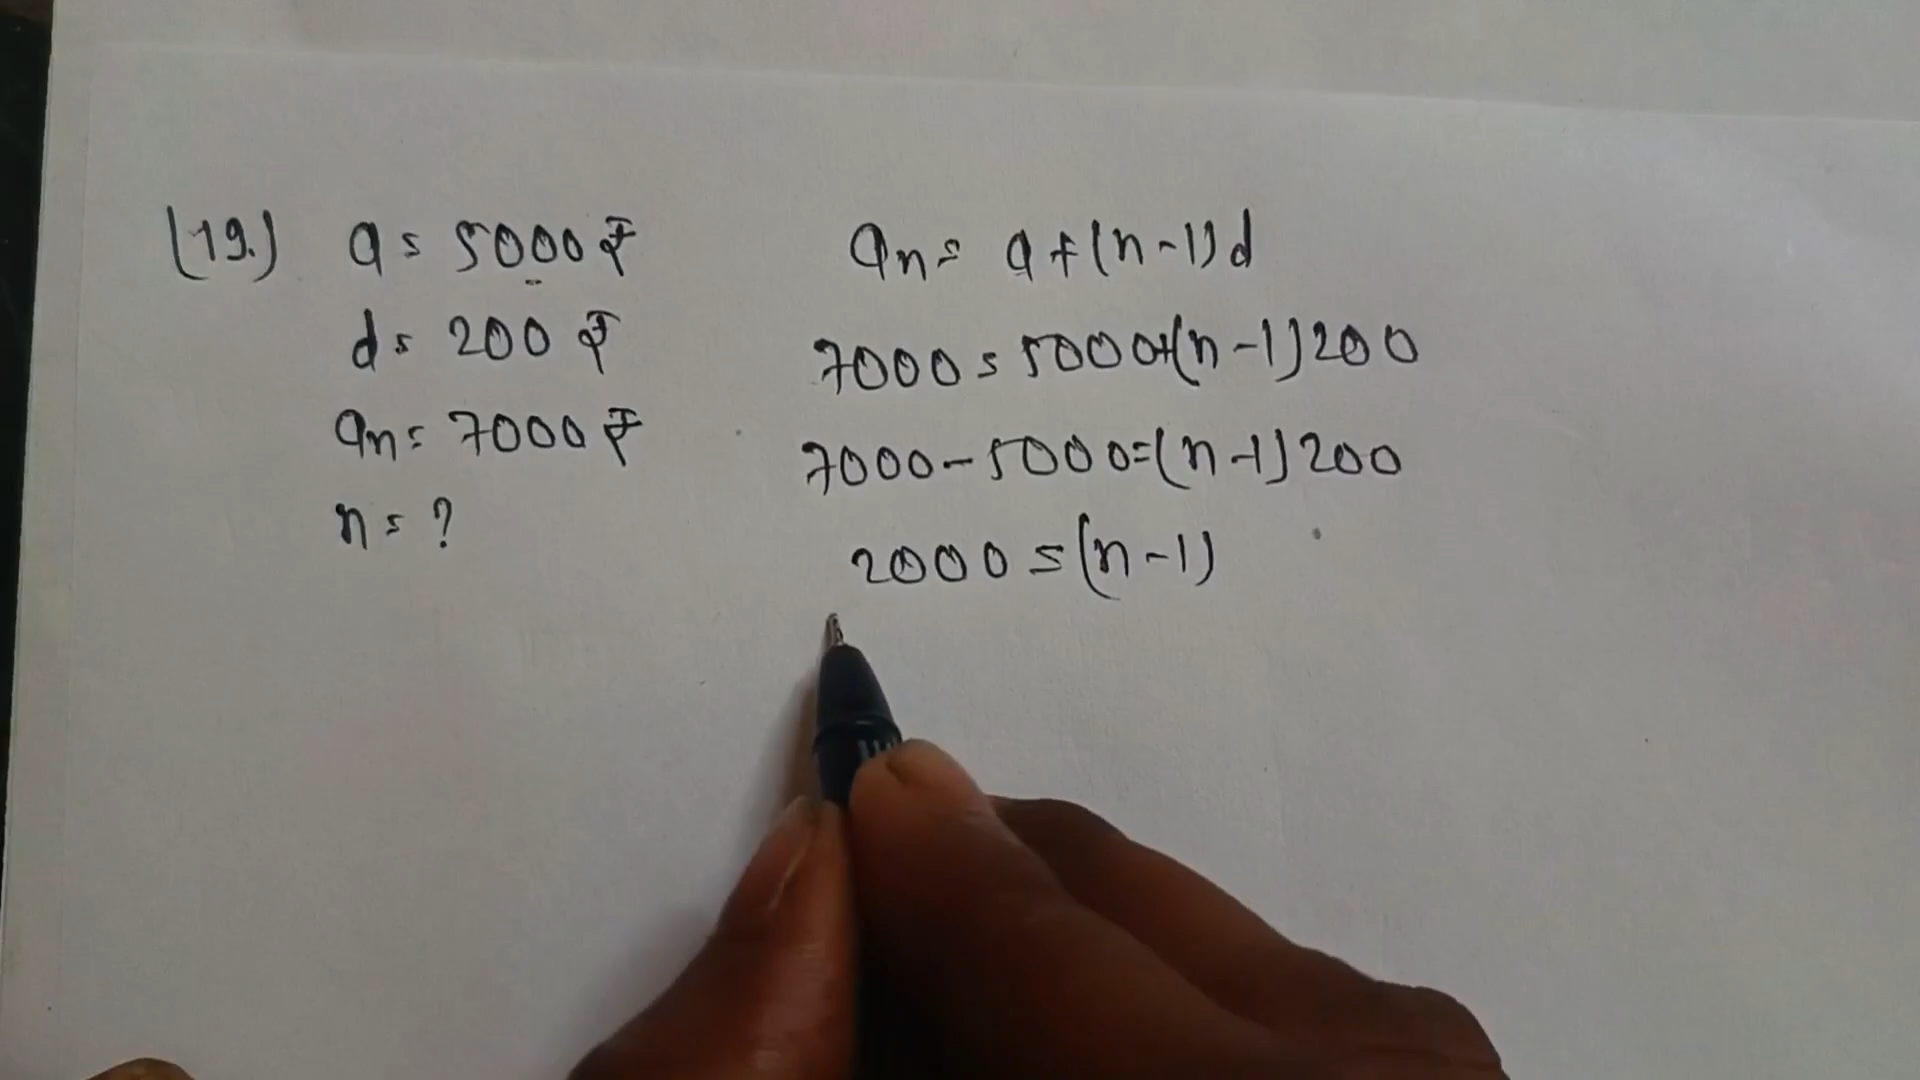 (19.) a = 5000 ₹
d = 200 ₹
an = 7000 ₹
n = ?
an = a + (n - 1) d
7000 = 5000+(n - 1) 200
7000 - 5000 = (n - 1) 200
2000 = (n - 1)